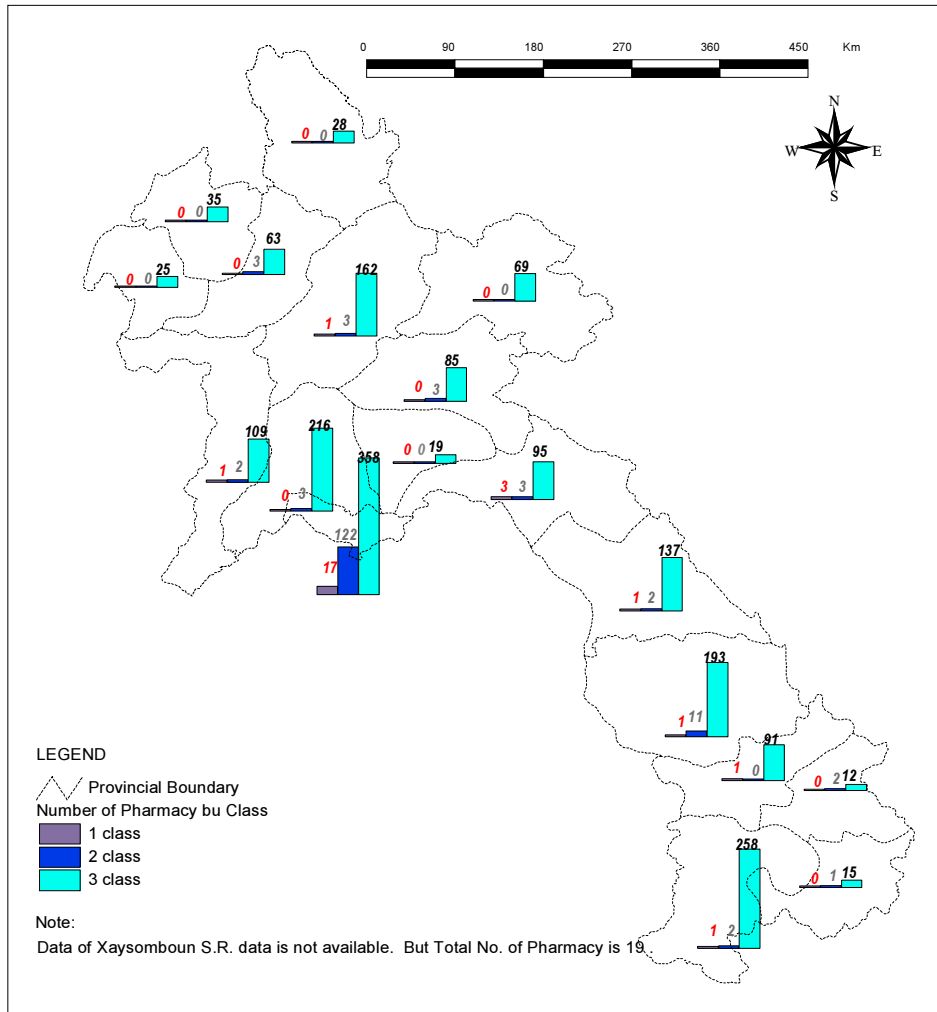 0 90 180 270 360 450 Km
N
W E
S
0 0 28
0 0 35
0 3 63
0 0 25
1 3 162
0 0 69
0 3 85
1 2 109
0 3 216
0 0 19
3 3 95
17 122 358
1 2 137
1 11 193
1 0 91
0 2 12
1 2 258
0 1 15
LEGEND
Provincial Boundary
Number of Pharmacy bu Class
1 class
2 class
3 class
Note:
Data of Xaysomboun S.R. data is not available. But Total No. of Pharmacy is 19 .